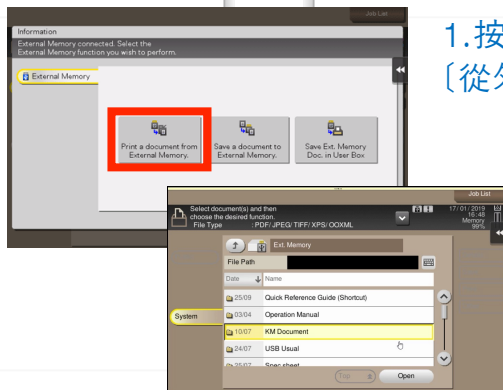 Job List
Information
External Memory connected. Select the
External Memory function you wish to perform.
External Memory
Print a document from
External Memory.
Save a document to
External Memory.
Save Ext. Memory
Doc. in User Box
1.按
〔從外
Job List
Select document(s) and then
choose the desired function.
File Type : PDF/JPEG/TIFF/XPS/OOXML
17/01/2019
16:48
Memory
99%
Ext. Memory
File Path
Date Name
25/09 Quick Reference Guide (Shortcut)
03/04 Operation Manual
System
10/07 KM Document
24/07 USB Usual
25/07 Spec sheet
Top
Open